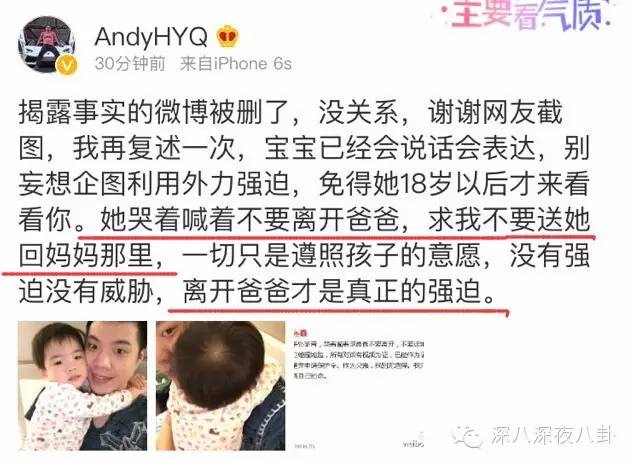 主要看气质
AndyHYQ
30分钟前 来自iPhone 6s
揭露事实的微博被删了，没关系，谢谢网友截
图，我再复述一次，宝宝已经会说话会表达，别
妄想企图利用外力强迫，免得她18岁以后才来看
看你。她哭着喊着不要离开爸爸，求我不要送她
回妈妈那里，一切只是遵照孩子的意愿，没有强
迫没有威胁，离开爸爸才是真正的强迫。
weibo
深八深夜八卦